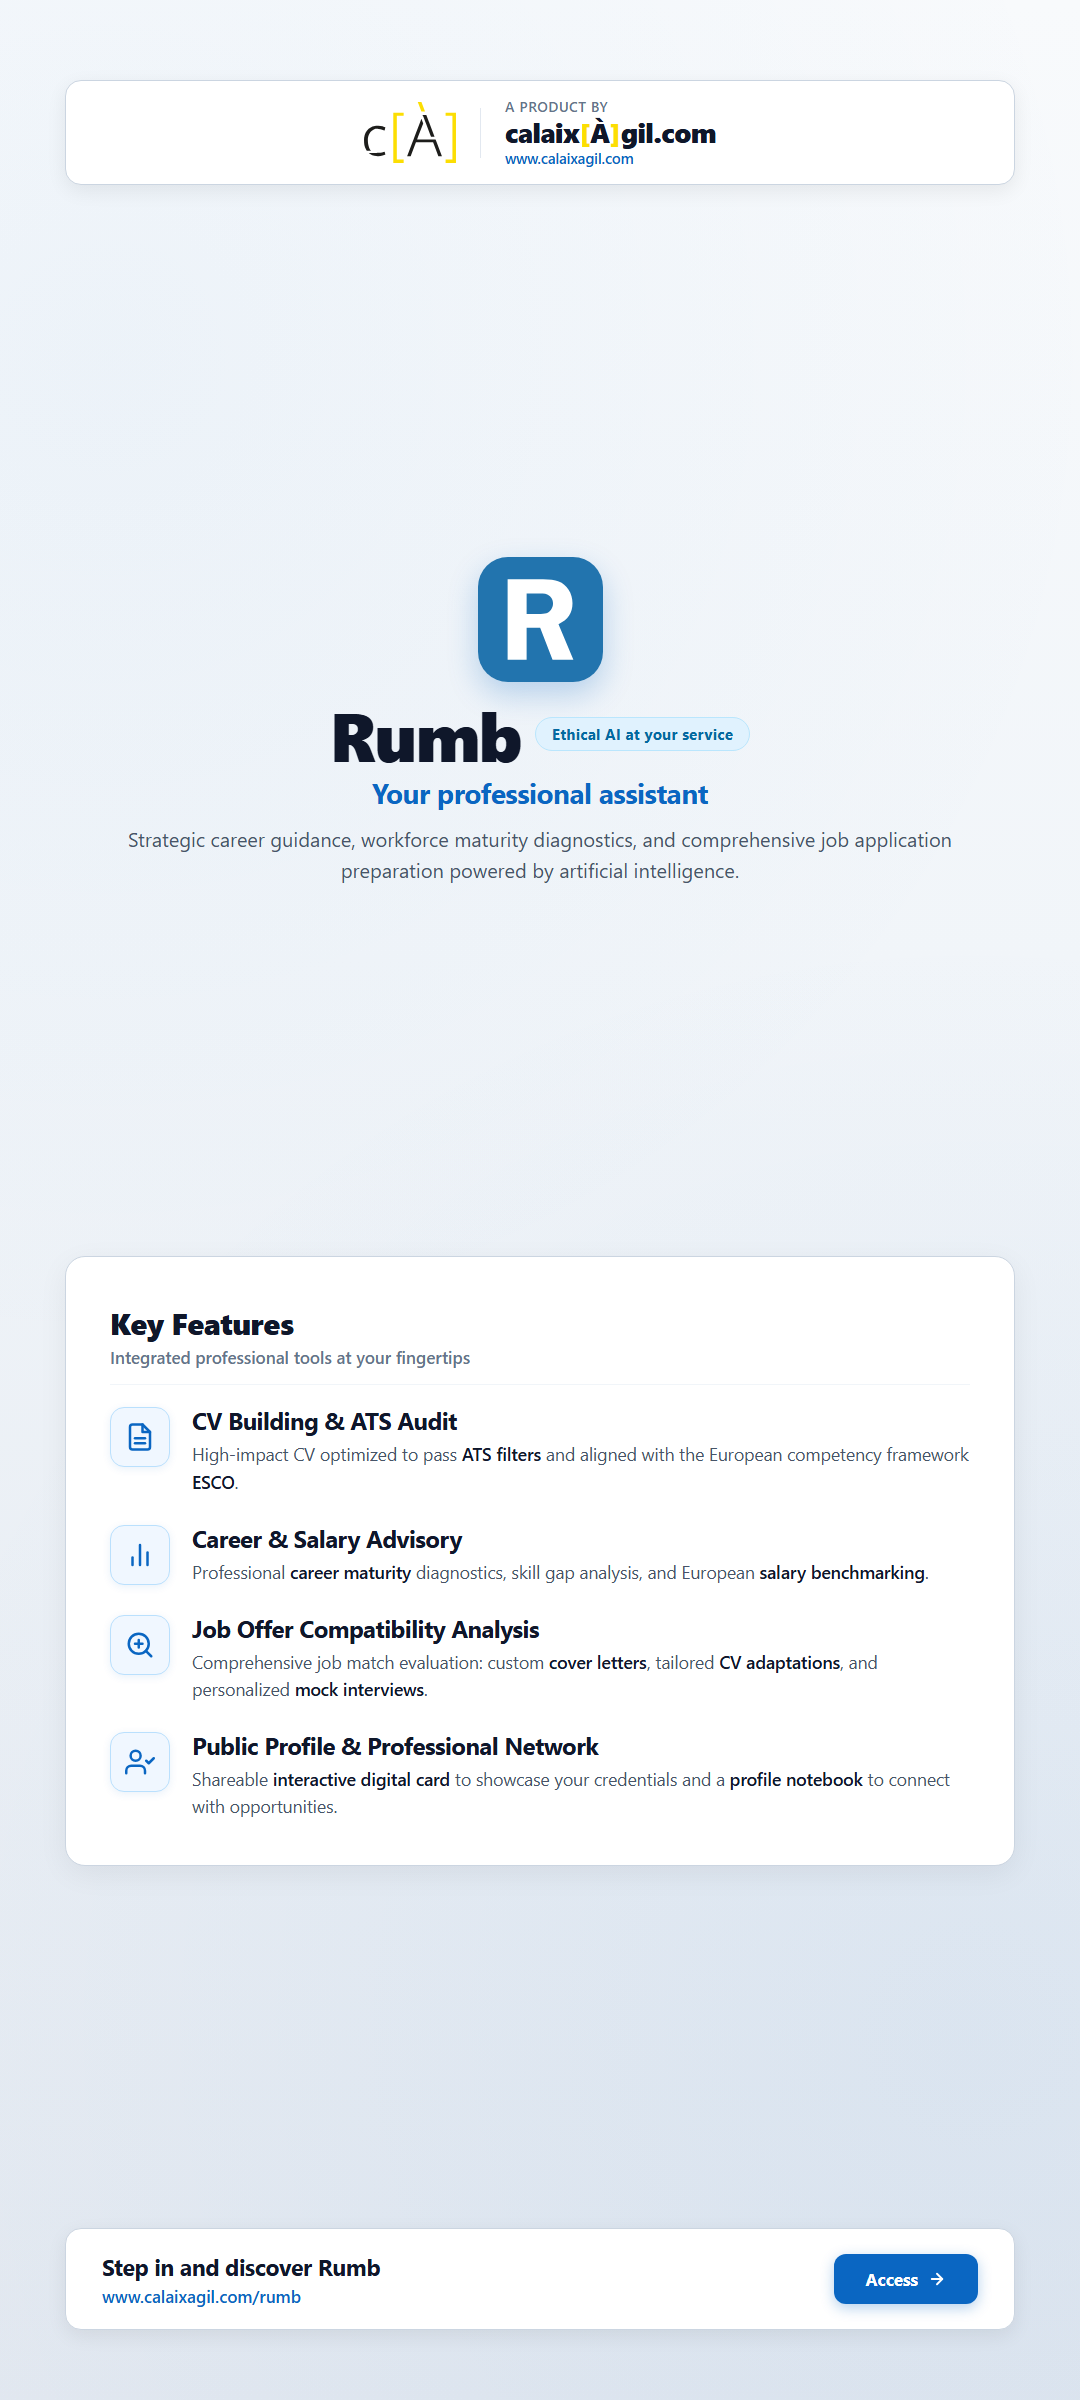 c[À]
A PRODUCT BY
calaix[À]gil.com
www.calaixagil.com
R
Rumb
Ethical AI at your service
Your professional assistant
Strategic career guidance, workforce maturity diagnostics, and comprehensive job application
preparation powered by artificial intelligence.
Key Features
Integrated professional tools at your fingertips
CV Building & ATS Audit
High-impact CV optimized to pass ATS filters and aligned with the European competency framework
ESCO.
Career & Salary Advisory
Professional career maturity diagnostics, skill gap analysis, and European salary benchmarking.
Job Offer Compatibility Analysis
Comprehensive job match evaluation: custom cover letters, tailored CV adaptations, and
personalized mock interviews.
Public Profile & Professional Network
Shareable interactive digital card to showcase your credentials and a profile notebook to connect
with opportunities.
Step in and discover Rumb
www.calaixagil.com/rumb
Access →